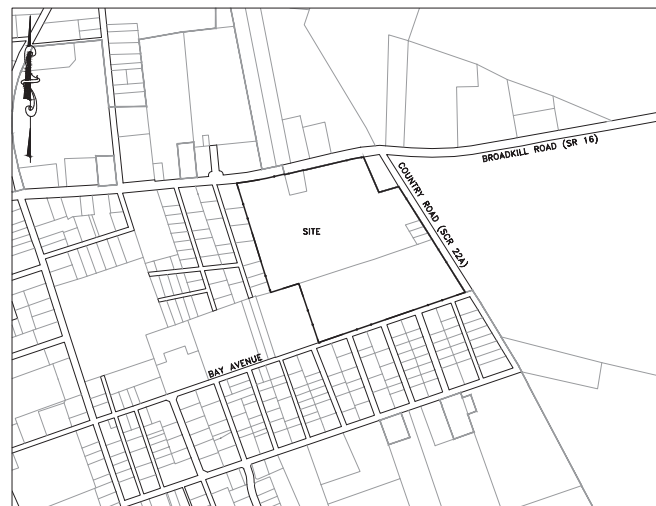 BROADKILL ROAD (SR 16)
COUNTRY ROAD (SCR 22A)
SITE
BAY AVENUE